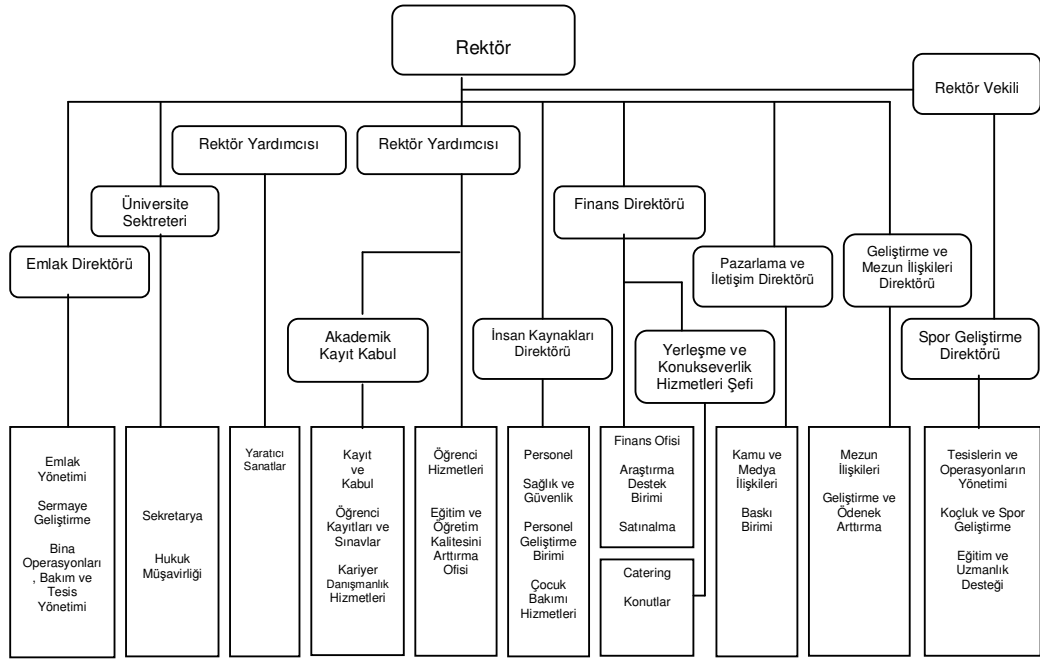 Rektör
Rektör Vekili
Rektör Yardımcısı
Rektör Yardımcısı
Üniversite
Sektreteri
Finans Direktörü
Emlak Direktörü
Pazarlama ve
İletişim Direktörü
Geliştirme ve
Mezun İlişkileri
Direktörü
Akademik
Kayıt Kabul
İnsan Kaynakları
Direktörü
Yerleşme ve
Konukseverlik
Hizmetleri Şefi
Spor Geliştirme
Direktörü
Emlak
Yönetimi
Sermaye
Geliştirme
Bina
Operasyonları
, Bakım ve
Tesis
Yönetimi
Sekretarya
Hukuk
Müşavirliği
Yaratıcı
Sanatlar
Kayıt
ve
Kabul
Öğrenci
Kayıtları ve
Sınavlar
Kariyer
Danışmanlık
Hizmetleri
Öğrenci
Hizmetleri
Eğitim ve
Öğretim
Kalitesini
Arttırma
Ofisi
Personel
Sağlık ve
Güvenlik
Personel
Geliştirme
Birimi
Çocuk
Bakımı
Hizmetleri
Finans Ofisi
Araştırma
Destek
Birimi
Satınalma
Catering
Konutlar
Kamu ve
Medya
İlişkileri
Baskı
Birimi
Mezun
İlişkileri
Geliştirme ve
Ödenek
Arttırma
Tesislerin ve
Operasyonların
Yönetimi
Koçluk ve Spor
Geliştirme
Eğitim ve
Uzmanlık
Desteği